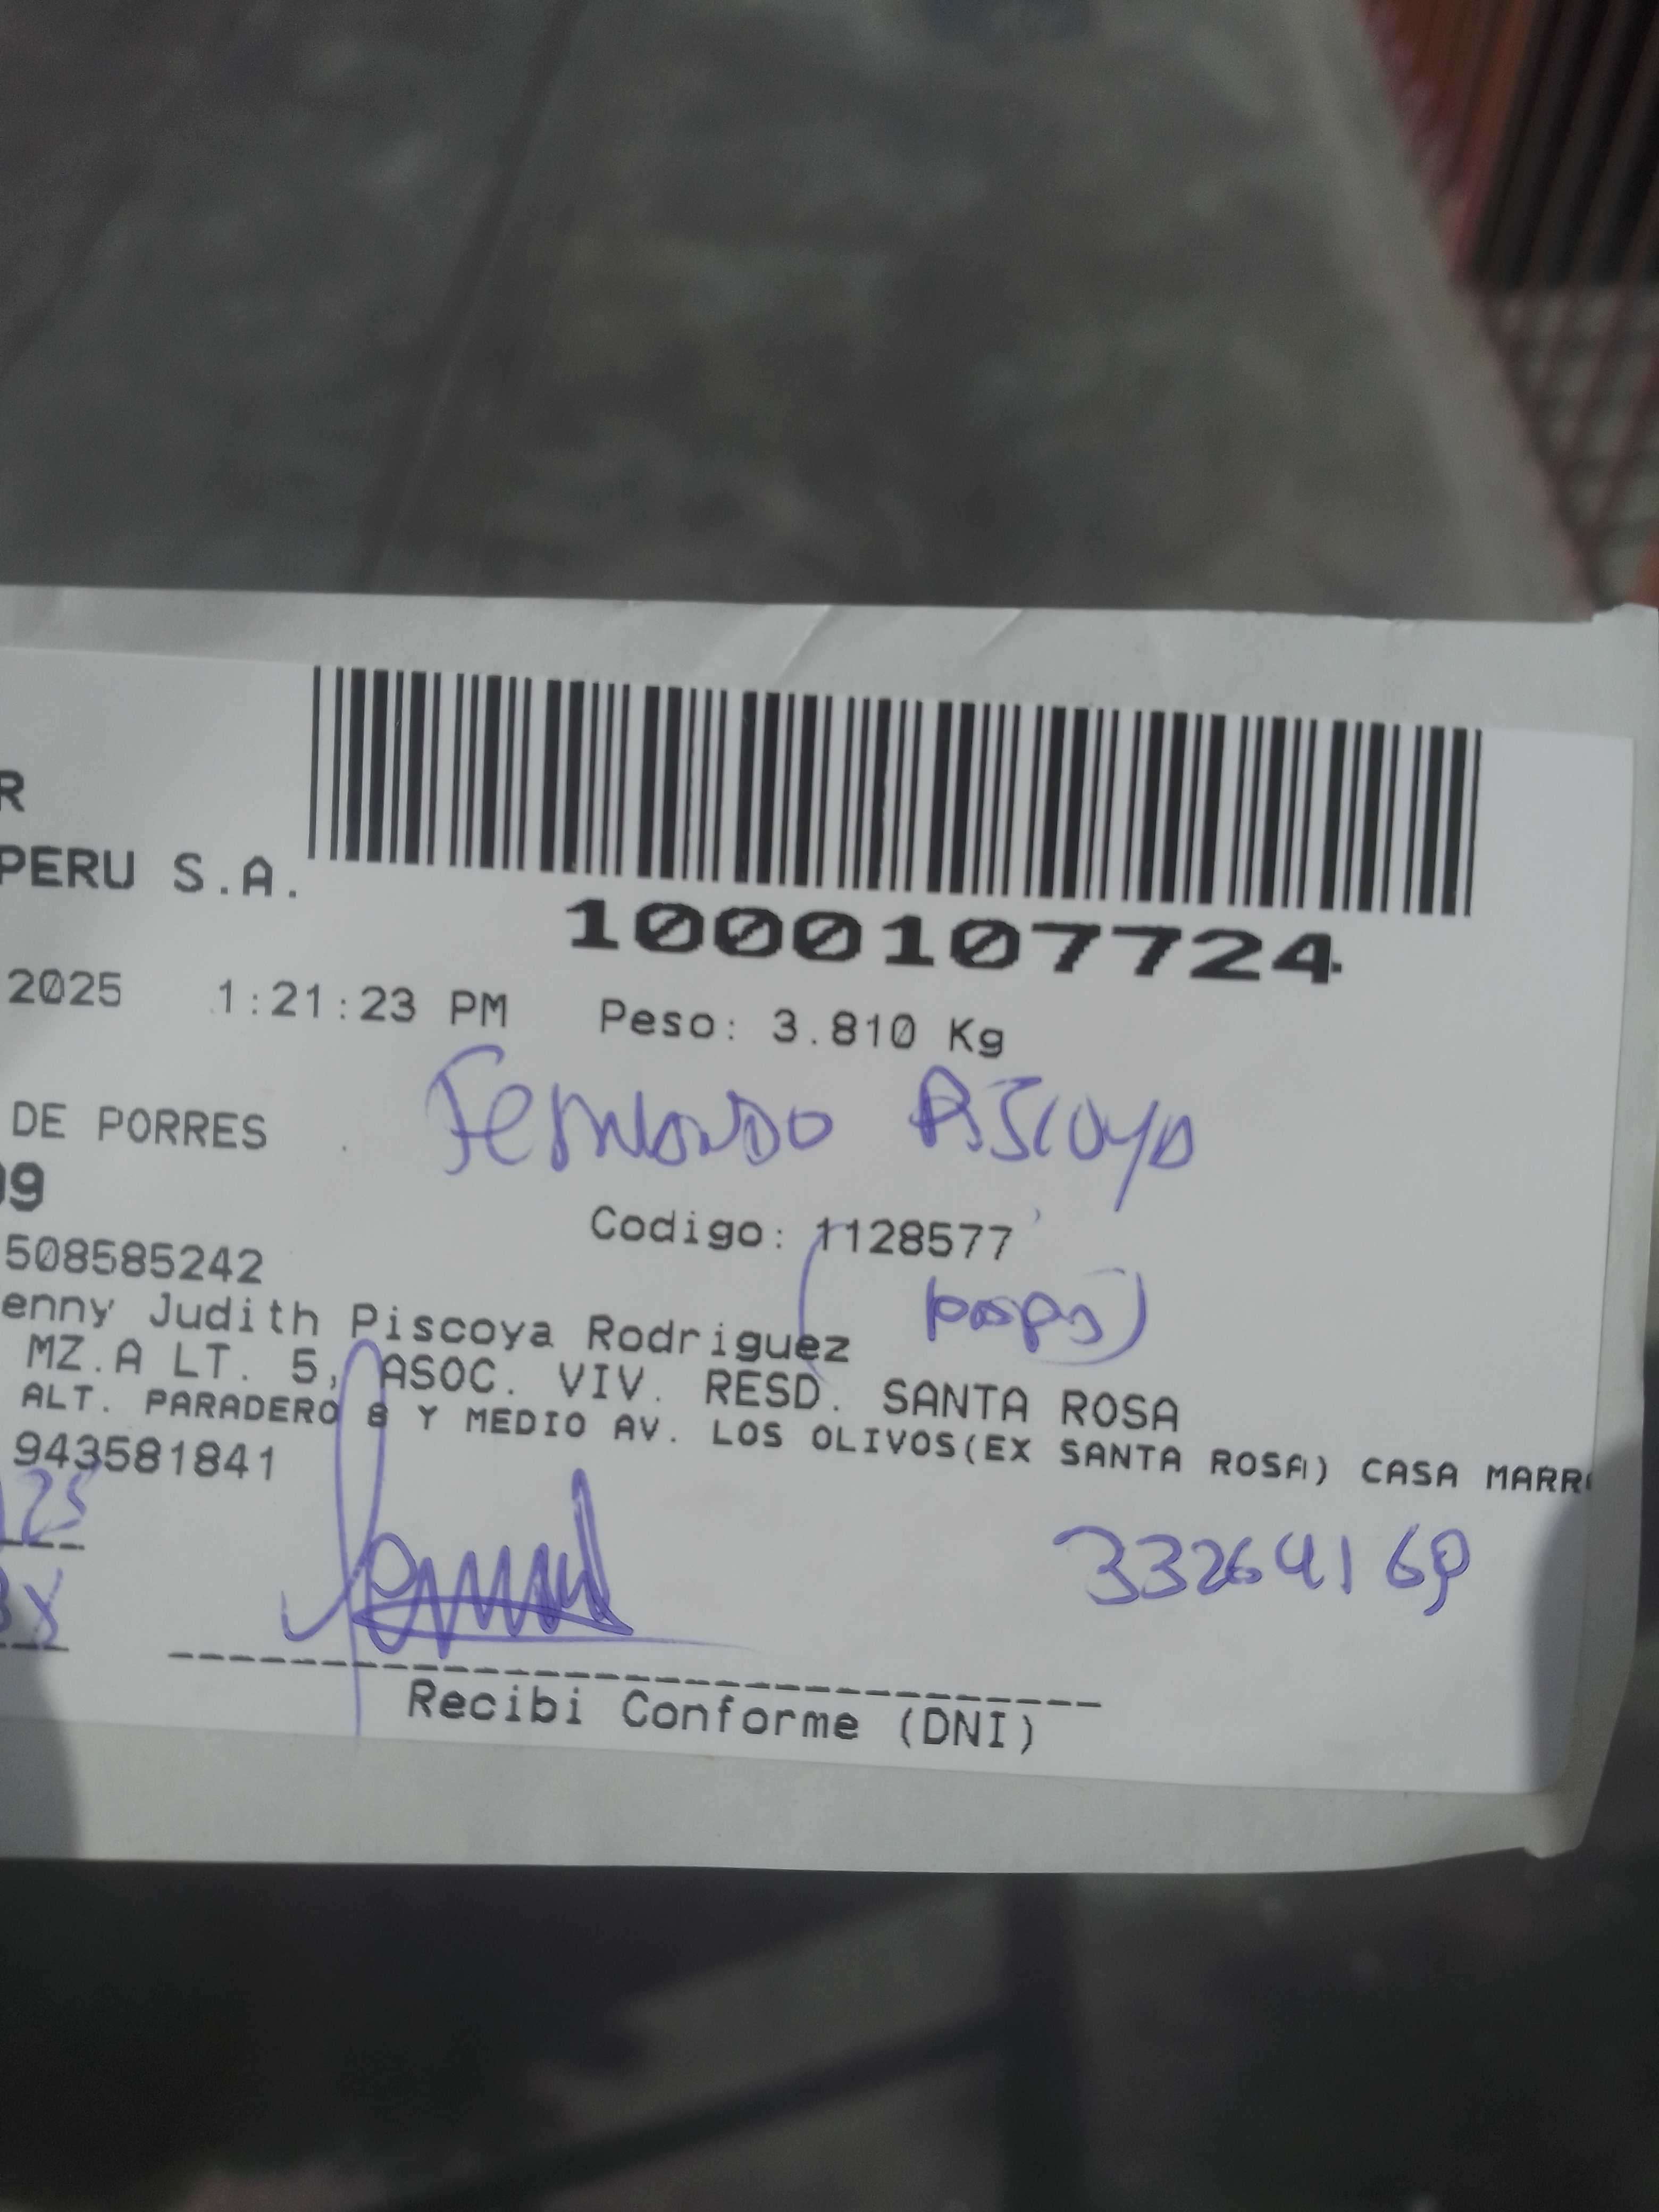 R
PERU S.A.
1000107724
2025 1:21:23 PM Peso: 3.810 Kg
DE PORRES Fernando Piscoya
99
Codigo: 1128577
508585242
(papa)
enny Judith Piscoya Rodriguez
MZ.A LT. 5, ASOC. VIV. RESD. SANTA ROSA
ALT. PARADERO 8 Y MEDIO AV. LOS OLIVOS(EX SANTA ROSA) CASA MARR
943581841
25
33264169
Recibi Conforme (DNI)